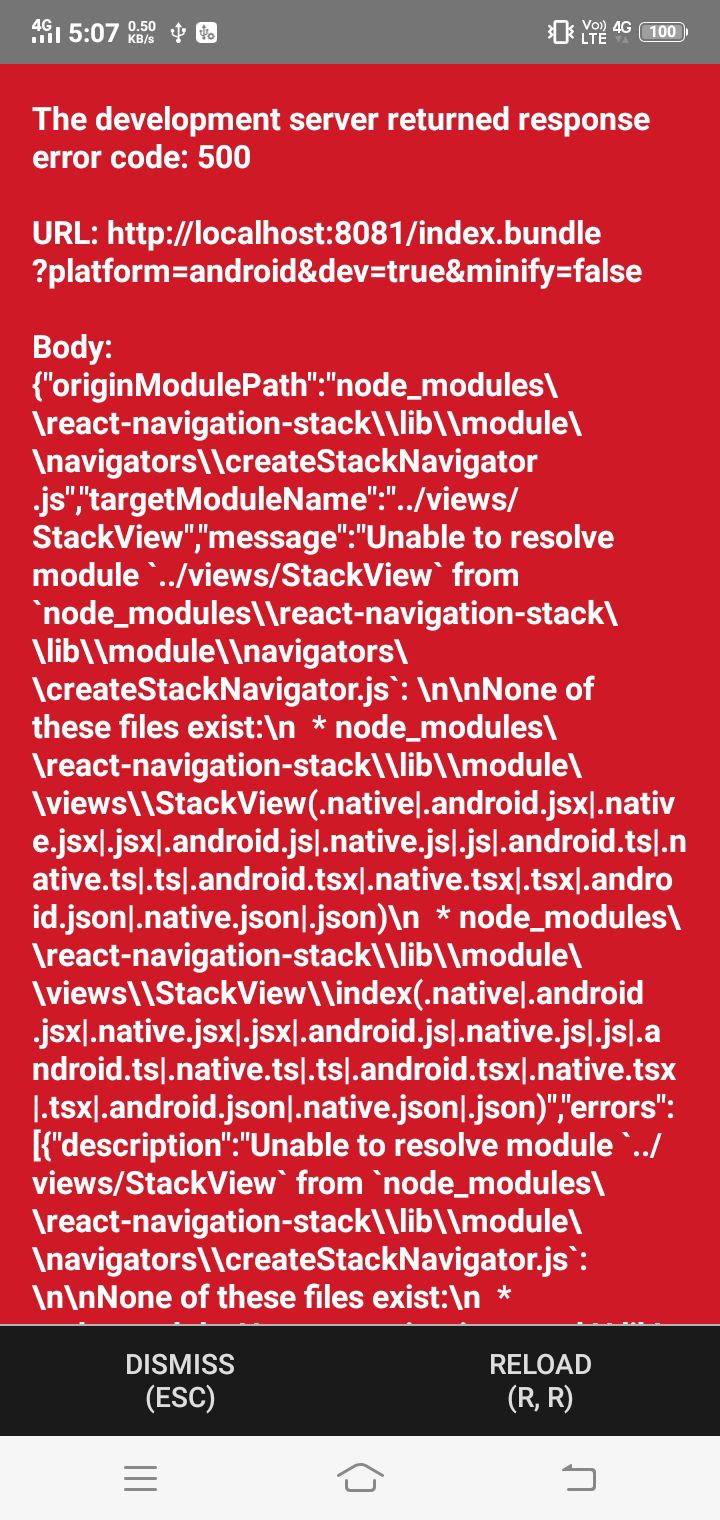 4G 5:07 0.50 KB/s Vo)) LTE 4G 100
The development server returned response
error code: 500
URL: http://localhost:8081/index.bundle
?platform=android&dev=true&minify=false
Body:
{"originModulePath":"node_modules\
\react-navigation-stack\\lib\\module\
\navigators\\createStackNavigator
.js","targetModuleName":"../views/
StackView","message":"Unable to resolve
module `../views/StackView` from
`node_modules\\react-navigation-stack\
\lib\\module\\navigators\
\createStackNavigator.js`: \n\nNone of
these files exist:\n  * node_modules\
\react-navigation-stack\\lib\\module\
\views\\StackView(.native|.android.jsx|.nativ
e.jsx|.jsx|.android.js|.native.js|.js|.android.ts|.n
ative.ts|.ts|.android.tsx|.native.tsx|.tsx|.andro
id.json|.native.json|.json)\n  * node_modules\
\react-navigation-stack\\lib\\module\
\views\\StackView\\index(.native|.android
.jsx|.native.jsx|.jsx|.android.js|.native.js|.js|.a
ndroid.ts|.native.ts|.ts|.android.tsx|.native.tsx
|.tsx|.android.json|.native.json|.json)","errors":
[{"description":"Unable to resolve module `../
views/StackView` from `node_modules\
\react-navigation-stack\\lib\\module\
\navigators\\createStackNavigator.js`:
\n\nNone of these files exist:\n  *
DISMISS
(ESC)
RELOAD
(R, R)